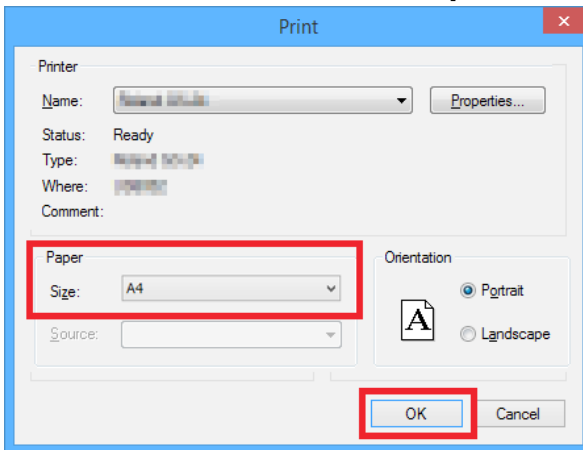 Print
Printer
Name:
Properties...
Status: Ready
Type:
Where:
Comment:
Paper
Size: A4
Source:
Orientation
A
Portrait
Landscape
OK Cancel